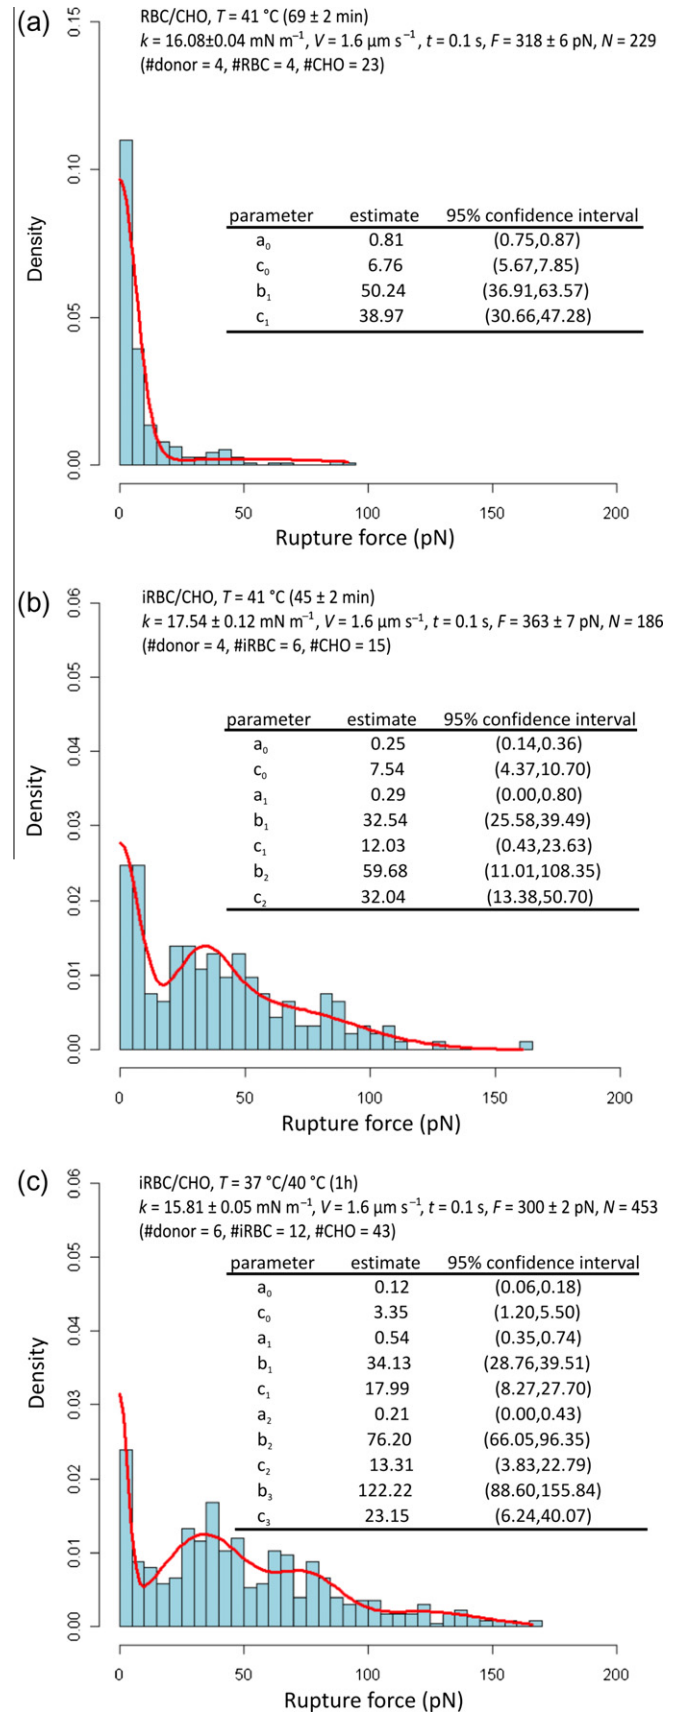 (a)
RBC/CHO, T = 41 °C (69 ± 2 min)
k = 16.08±0.04 mN m⁻¹, V = 1.6 µm s⁻¹, t = 0.1 s, F = 318 ± 6 pN, N = 229
(#donor = 4, #RBC = 4, #CHO = 23)
0.15
0.10
0.05
0.00
Density
parameter estimate 95% confidence interval
a₀ 0.81 (0.75,0.87)
c₀ 6.76 (5.67,7.85)
b₁ 50.24 (36.91,63.57)
c₁ 38.97 (30.66,47.28)
0 50 100 150 200
Rupture force (pN)
(b)
iRBC/CHO, T = 41 °C (45 ± 2 min)
k = 17.54 ± 0.12 mN m⁻¹, V = 1.6 µm s⁻¹, t = 0.1 s, F = 363 ± 7 pN, N = 186
(#donor = 4, #iRBC = 6, #CHO = 15)
0.06
0.05
0.04
0.03
0.02
0.01
0.00
Density
parameter estimate 95% confidence interval
a₀ 0.25 (0.14,0.36)
c₀ 7.54 (4.37,10.70)
a₁ 0.29 (0.00,0.80)
b₁ 32.54 (25.58,39.49)
c₁ 12.03 (0.43,23.63)
b₂ 59.68 (11.01,108.35)
c₂ 32.04 (13.38,50.70)
0 50 100 150 200
Rupture force (pN)
(c)
iRBC/CHO, T = 37 °C/40 °C (1h)
k = 15.81 ± 0.05 mN m⁻¹, V = 1.6 µm s⁻¹, t = 0.1 s, F = 300 ± 2 pN, N = 453
(#donor = 6, #iRBC = 12, #CHO = 43)
0.06
0.05
0.04
0.03
0.02
0.01
0.00
Density
parameter estimate 95% confidence interval
a₀ 0.12 (0.06,0.18)
c₀ 3.35 (1.20,5.50)
a₁ 0.54 (0.35,0.74)
b₁ 34.13 (28.76,39.51)
c₁ 17.99 (8.27,27.70)
a₂ 0.21 (0.00,0.43)
b₂ 76.20 (66.05,96.35)
c₂ 13.31 (3.83,22.79)
b₃ 122.22 (88.60,155.84)
c₃ 23.15 (6.24,40.07)
0 50 100 150 200
Rupture force (pN)